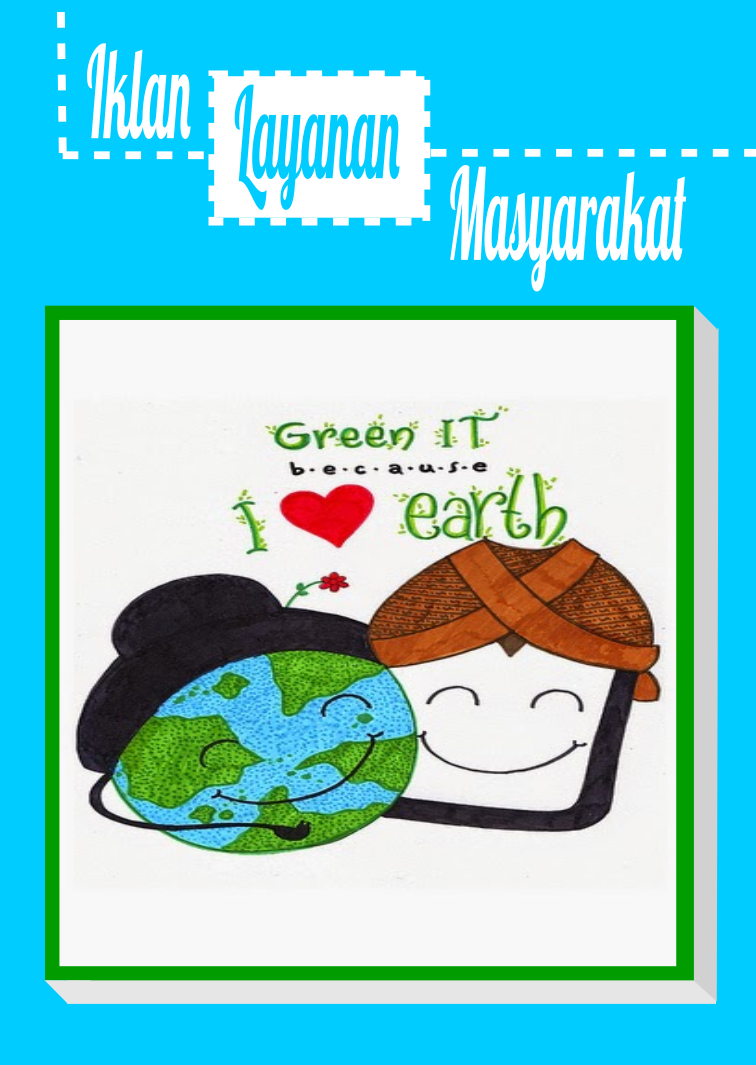 Iklan
Layanan
Masyarakat
Green IT
b.e.c.a.u.s.e
I ❤ earth